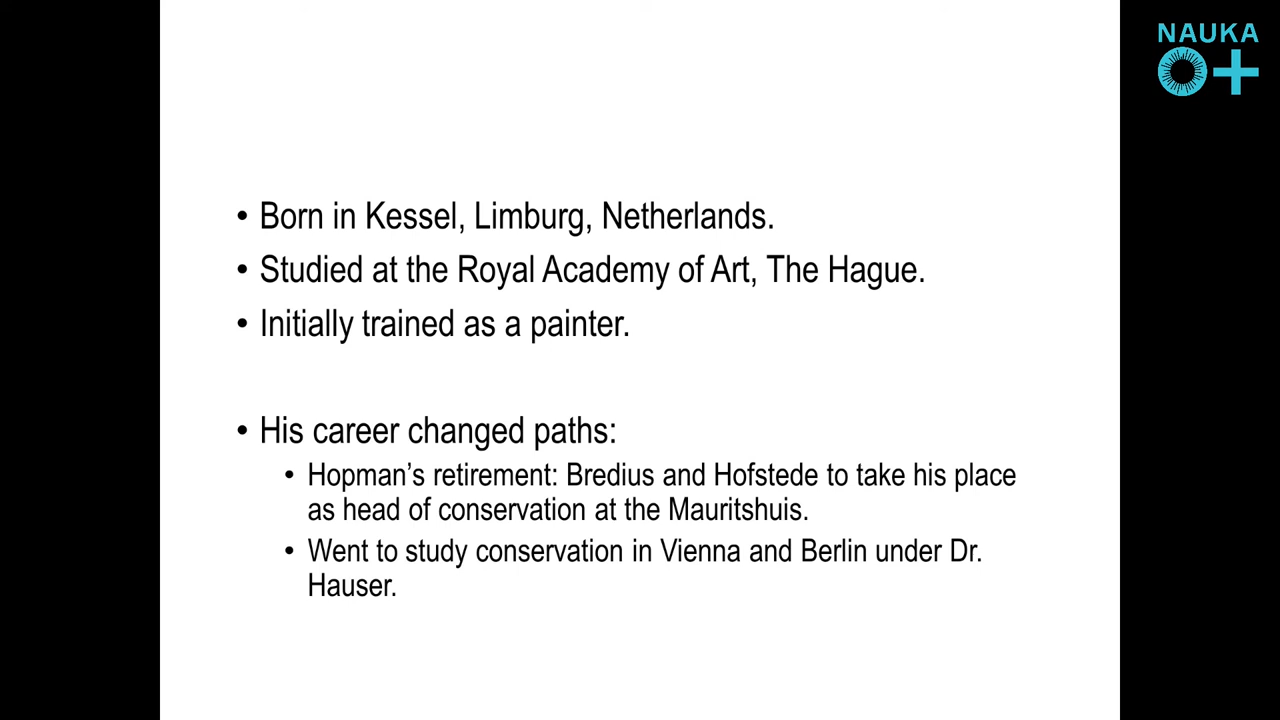 NAUKA
• Born in Kessel, Limburg, Netherlands.
• Studied at the Royal Academy of Art, The Hague.
• Initially trained as a painter.
• His career changed paths:
• Hopman’s retirement: Bredius and Hofstede to take his place
as head of conservation at the Mauritshuis.
• Went to study conservation in Vienna and Berlin under Dr.
Hauser.